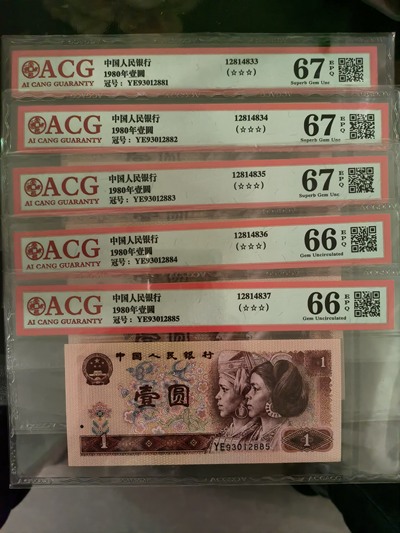 ACG
AI CANG GUARANTY
中国人民银行
1980年壹圆
冠号：YE93012881
12814833
(☆☆☆)
67 EPQ
Superb Gem Unc
ACG
AI CANG GUARANTY
中国人民银行
1980年壹圆
冠号：YE93012882
12814834
(☆☆☆)
67 EPQ
Superb Gem Unc
ACG
AI CANG GUARANTY
中国人民银行
1980年壹圆
冠号：YE93012883
12814835
(☆☆☆)
67 EPQ
Superb Gem Unc
ACG
AI CANG GUARANTY
中国人民银行
1980年壹圆
冠号：YE93012884
12814836
(☆☆☆)
66 EPQ
Gem Uncirculated
ACG
AI CANG GUARANTY
中国人民银行
1980年壹圆
冠号：YE93012885
12814837
(☆☆☆)
66 EPQ
Gem Uncirculated
中国人民银行
1
壹圆
YE93012885
1
1